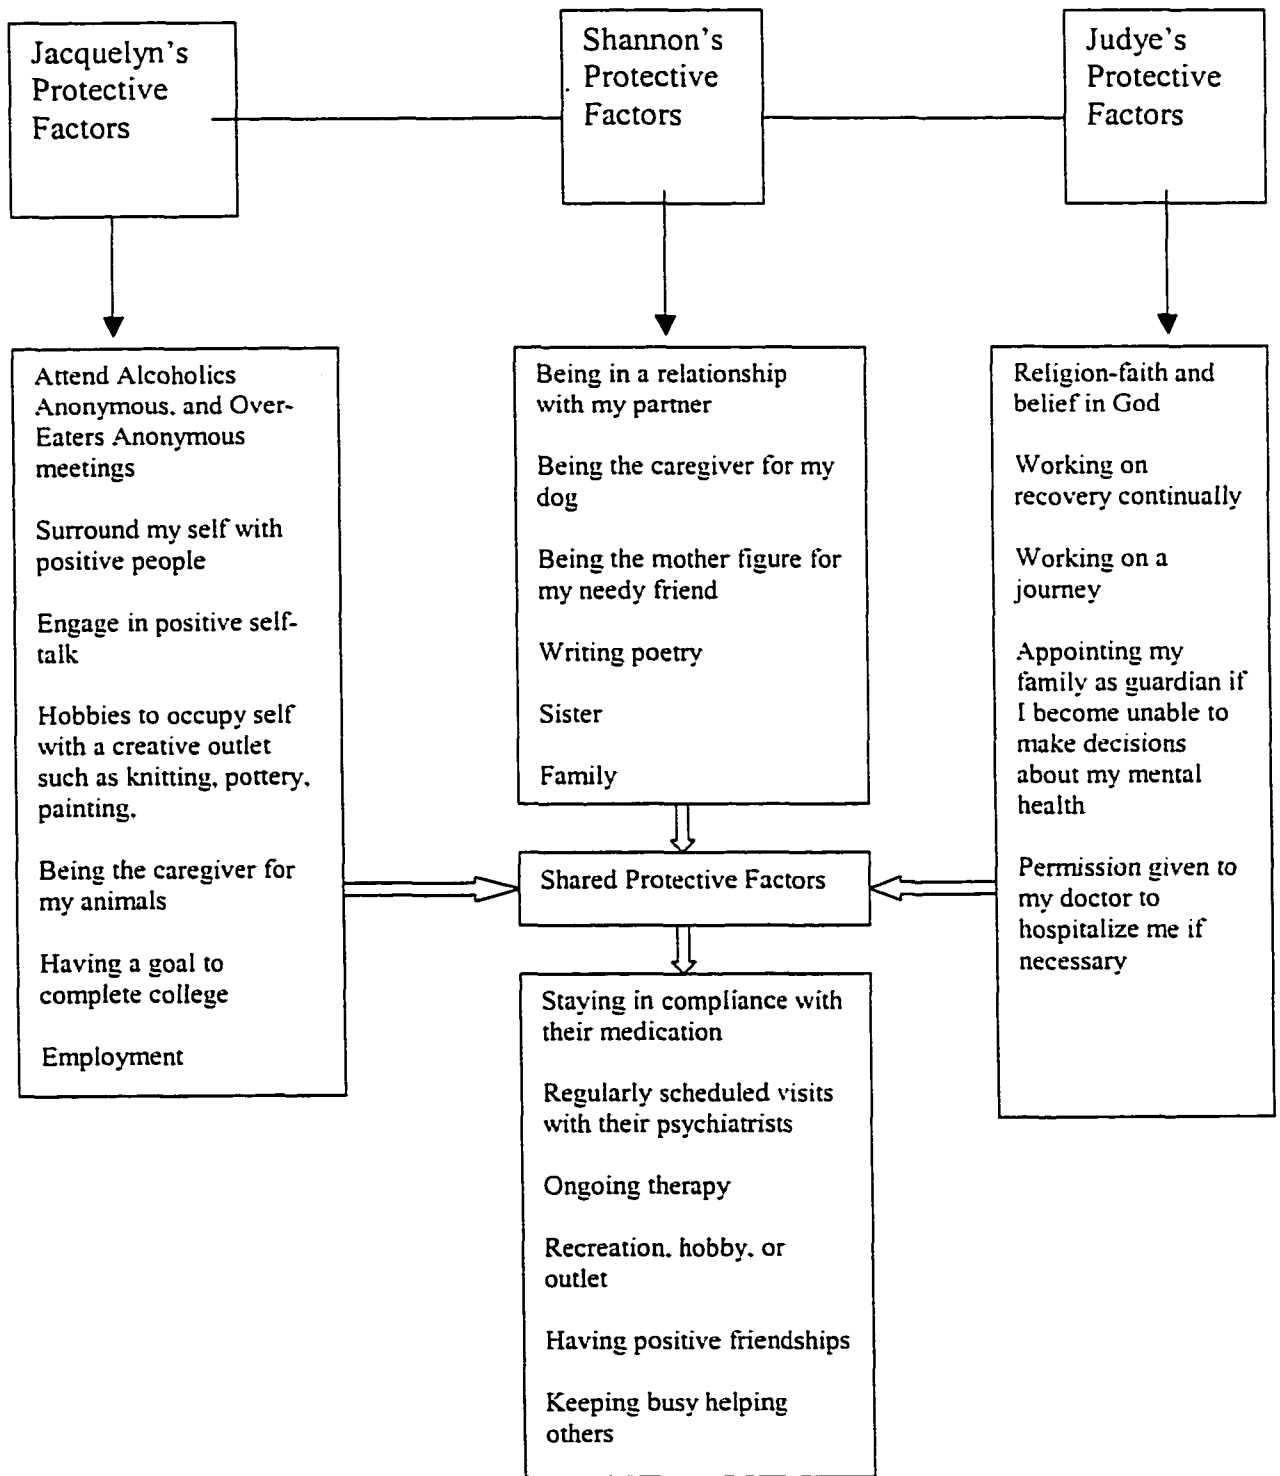 Jacquelyn's
Protective
Factors
Shannon's
Protective
Factors
Judye's
Protective
Factors
Attend Alcoholics
Anonymous, and Over-
Eaters Anonymous
meetings
Surround my self with
positive people
Engage in positive self-
talk
Hobbies to occupy self
with a creative outlet
such as knitting, pottery,
painting,
Being the caregiver for
my animals
Having a goal to
complete college
Employment
Being in a relationship
with my partner
Being the caregiver for my
dog
Being the mother figure for
my needy friend
Writing poetry
Sister
Family
Religion-faith and
belief in God
Working on
recovery continually
Working on a
journey
Appointing my
family as guardian if
I become unable to
make decisions
about my mental
health
Permission given to
my doctor to
hospitalize me if
necessary
Shared Protective Factors
Staying in compliance with
their medication
Regularly scheduled visits
with their psychiatrists
Ongoing therapy
Recreation, hobby, or
outlet
Having positive friendships
Keeping busy helping
others